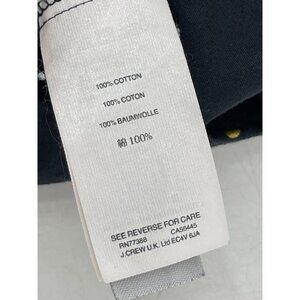 100% COTTON
100% COTON
100% BAUMWOLLE
綿 100%
SEE REVERSE FOR CARE
RN77388 CA56445
J.CREW U.K. Ltd EC4V 6JA